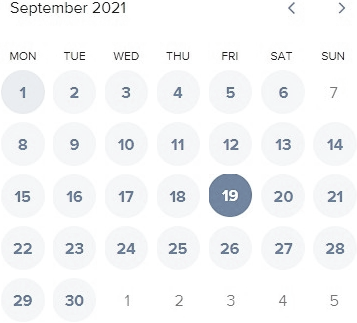 September 2021
MON TUE WED THU FRI SAT SUN
1 2 3 4 5 6 7
8 9 10 11 12 13 14
15 16 17 18 19 20 21
22 23 24 25 26 27 28
29 30 1 2 3 4 5